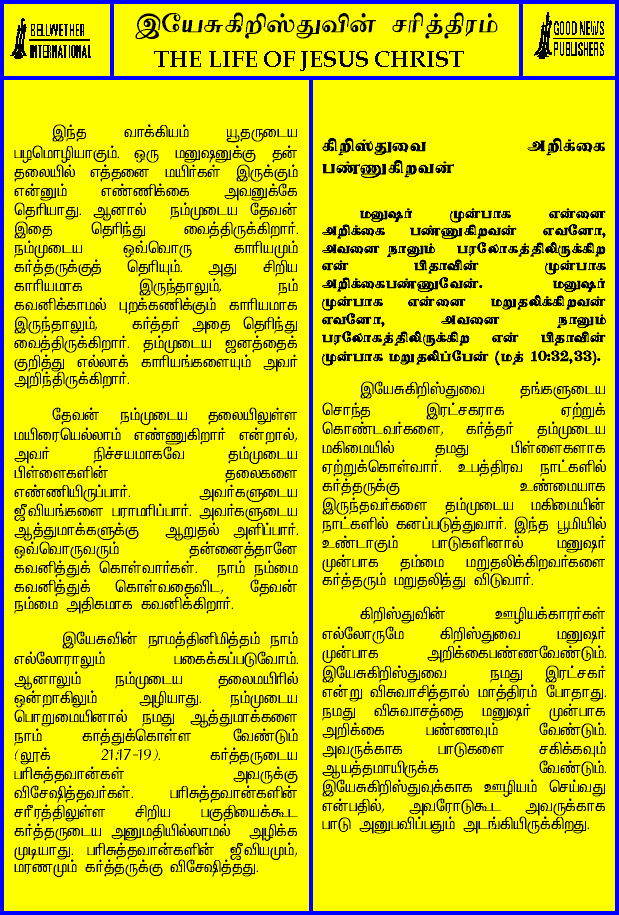 BELLWETHER
INTERNATIONAL
இயேசுகிறிஸ்துவின் சரித்திரம்
THE LIFE OF JESUS CHRIST
GOOD NEWS
PUBLISHERS
இந்த வாக்கியம் யூதருடைய
பழமொழியாகும். ஒரு மனுஷனுக்கு தன்
தலையில் எத்தனை மயிர்கள் இருக்கும்
என்னும் எண்ணிக்கை அவனுக்கே
தெரியாது. ஆனால் நம்முடைய தேவன்
இதை தெரிந்து வைத்திருக்கிறார்.
நம்முடைய ஒவ்வொரு காரியமும்
கர்த்தருக்குத் தெரியும். அது சிறிய
காரியமாக இருந்தாலும், நம்
கவனிக்காமல் புறக்கணிக்கும் காரியமாக
இருந்தாலும், கர்த்தர் அதை தெரிந்து
வைத்திருக்கிறார். தம்முடைய ஜனத்தைக்
குறித்து எல்லாக் காரியங்களையும் அவர்
அறிந்திருக்கிறார்.
தேவன் நம்முடைய தலையிலுள்ள
மயிரையெல்லாம் எண்ணுகிறார் என்றால்,
அவர் நிச்சயமாகவே தம்முடைய
பிள்ளைகளின் தலைகளை
எண்ணியிருப்பார். அவர்களுடைய
ஜீவியங்களை பராமரிப்பார். அவர்களுடைய
ஆத்துமாக்களுக்கு ஆறுதல் அளிப்பார்.
ஒவ்வொருவரும் தன்னைத்தானே
கவனித்துக் கொள்வார்கள். நாம் நம்மை
கவனித்துக் கொள்வதைவிட, தேவன்
நம்மை அதிகமாக கவனிக்கிறார்.
இயேசுவின் நாமத்தினிமித்தம் நாம்
எல்லோராலும் பகைக்கப்படுவோம்.
ஆனாலும் நம்முடைய தலைமயிரில்
ஒன்றாகிலும் அழியாது. நம்முடைய
பொறுமையினால் நமது ஆத்துமாக்களை
நாம் காத்துக்கொள்ள வேண்டும்
(லூக் 21:17-19). கர்த்தருடைய
பரிசுத்தவான்கள் அவருக்கு
விசேஷித்தவர்கள். பரிசுத்தவான்களின்
சரீரத்திலுள்ள சிறிய பகுதியைக்கூட
கர்த்தருடைய அனுமதியில்லாமல் அழிக்க
முடியாது. பரிசுத்தவான்களின் ஜீவியமும்,
மரணமும் கர்த்தருக்கு விசேஷித்தது.
கிறிஸ்துவை அறிக்கை
பண்ணுகிறவன்
மனுஷர் முன்பாக என்னை
அறிக்கை பண்ணுகிறவன் எவனோ,
அவனை நானும் பரலோகத்திலிருக்கிற
என் பிதாவின் முன்பாக
அறிக்கைபண்ணுவேன். மனுஷர்
முன்பாக என்னை மறுதலிக்கிறவன்
எவனோ, அவனை நானும்
பரலோகத்திலிருக்கிற என் பிதாவின்
முன்பாக மறுதலிப்பேன் (மத் 10:32,33).
இயேசுகிறிஸ்துவை தங்களுடைய
சொந்த இரட்சகராக ஏற்றுக்
கொண்டவர்களை, கர்த்தர் தம்முடைய
மகிமையில் தமது பிள்ளைகளாக
ஏற்றுக்கொள்வார். உபத்திரவ நாட்களில்
கர்த்தருக்கு உண்மையாக
இருந்தவர்களை தம்முடைய மகிமையின்
நாட்களில் கனப்படுத்துவார். இந்த பூமியில்
உண்டாகும் பாடுகளினால் மனுஷர்
முன்பாக தம்மை மறுதலிக்கிறவர்களை
கர்த்தரும் மறுதலித்து விடுவார்.
கிறிஸ்துவின் ஊழியக்காரர்கள்
எல்லோருமே கிறிஸ்துவை மனுஷர்
முன்பாக அறிக்கைபண்ணவேண்டும்.
இயேசுகிறிஸ்துவை நமது இரட்சகர்
என்று விசுவாசித்தால் மாத்திரம் போதாது.
நமது விசுவாசத்தை மனுஷர் முன்பாக
அறிக்கை பண்ணவும் வேண்டும்.
அவருக்காக பாடுகளை சகிக்கவும்
ஆயத்தமாயிருக்க வேண்டும்.
இயேசுகிறிஸ்துவுக்காக ஊழியம் செய்வது
என்பதில், அவரோடுகூட அவருக்காக
பாடு அனுபவிப்பதும் அடங்கியிருக்கிறது.